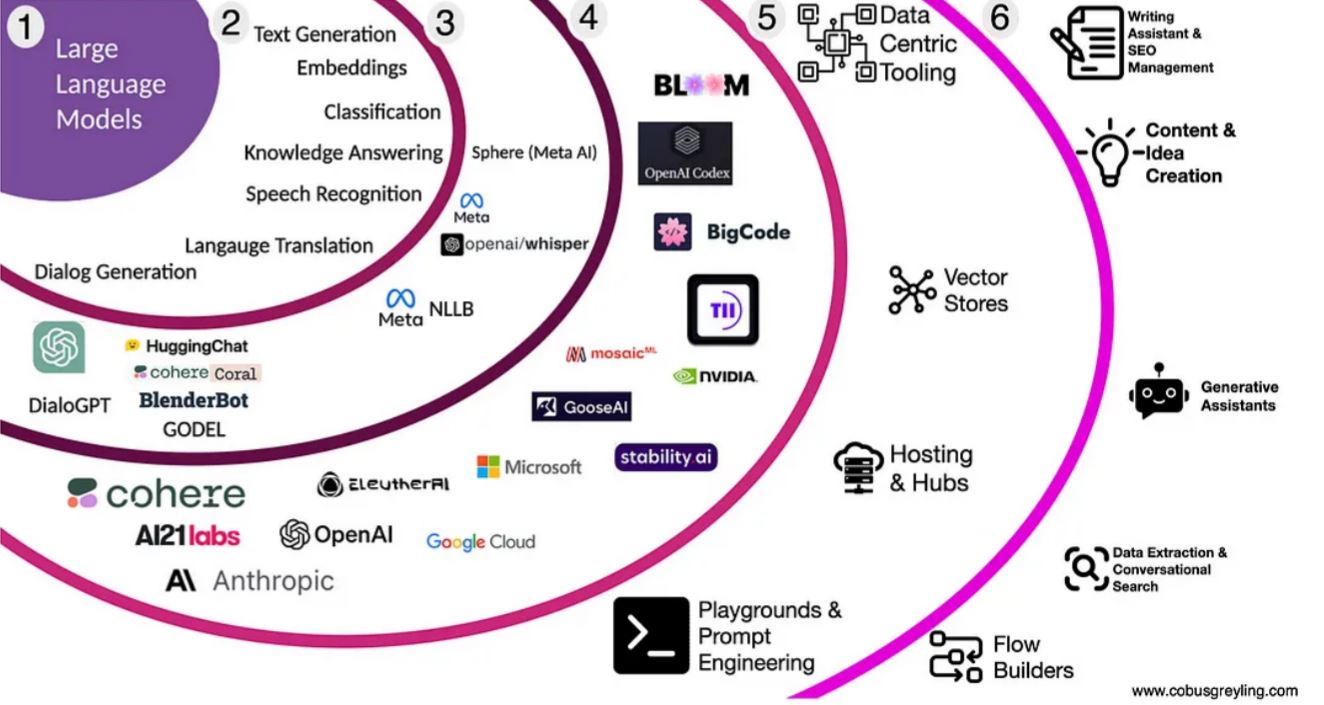 1
Large
Language
Models
2
Text Generation
Embeddings
Classification
Knowledge Answering
Speech Recognition
Langauge Translation
Dialog Generation
3
Sphere (Meta AI)
Meta
openai/whisper
Meta NLLB
HuggingChat
cohere Coral
DialoGPT
BlenderBot
GODEL
4
BLOOM
OpenAI Codex
BigCode
TII
mosaicML
NVIDIA.
GooseAI
stability.ai
Microsoft
EleutherAI
cohere
AI21labs
OpenAI
Google Cloud
Anthropic
5
Data
Centric
Tooling
Vector
Stores
Hosting
& Hubs
Playgrounds &
Prompt
Engineering
6
Writing
Assistant &
SEO
Management
Content &
Idea
Creation
Generative
Assistants
Data Extraction &
Conversational
Search
Flow
Builders
www.cobusgreyling.com